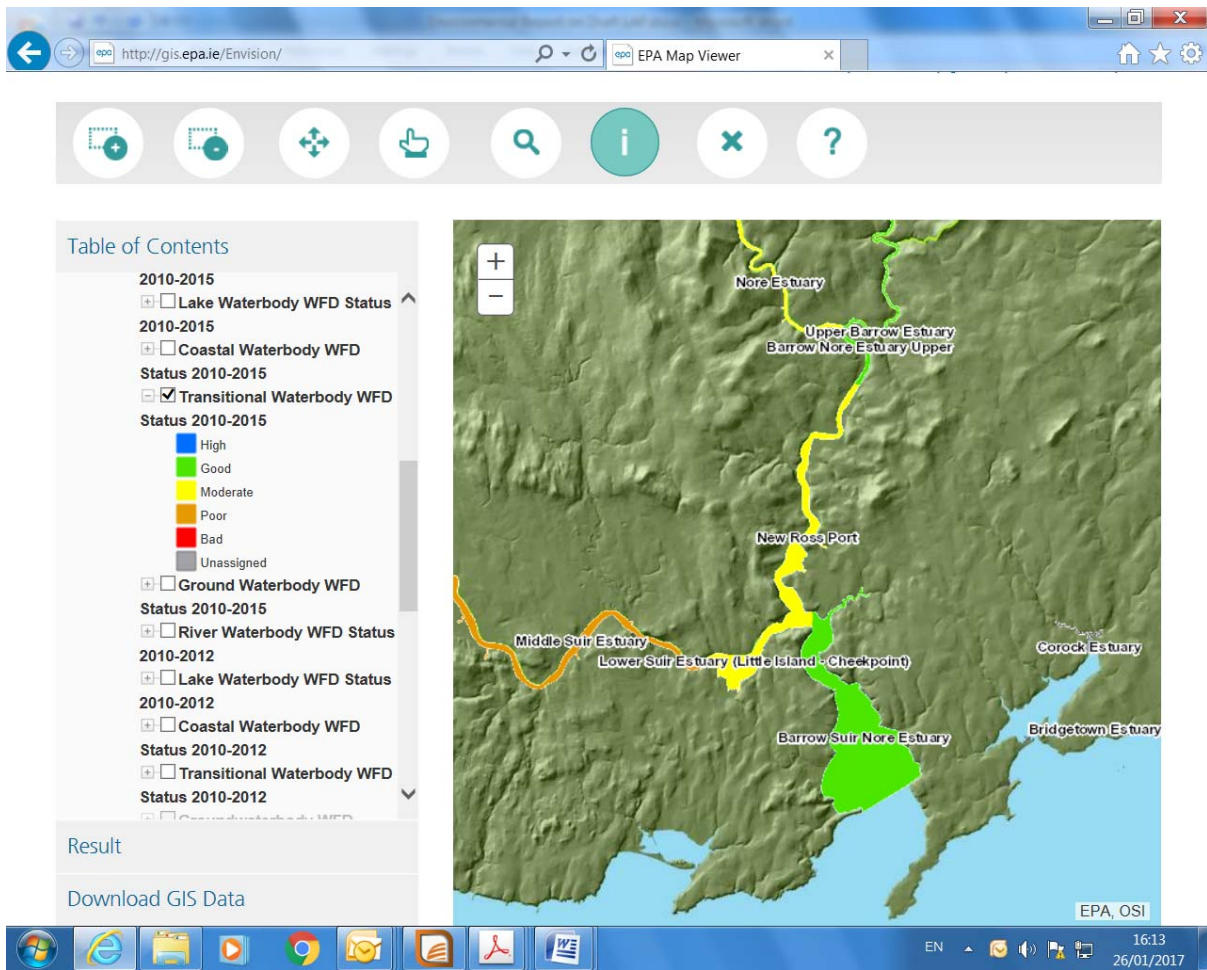 http://gis.epa.ie/Envision/
epa EPA Map Viewer
i
?
Table of Contents
2010-2015
Lake Waterbody WFD Status
2010-2015
Coastal Waterbody WFD
Status 2010-2015
Transitional Waterbody WFD
Status 2010-2015
High
Good
Moderate
Poor
Bad
Unassigned
Ground Waterbody WFD
Status 2010-2015
River Waterbody WFD Status
2010-2012
Lake Waterbody WFD Status
2010-2012
Coastal Waterbody WFD
Status 2010-2012
Transitional Waterbody WFD
Status 2010-2012
Groundwaterbody WFD
Result
Download GIS Data
+
−
Nore Estuary
Upper Barrow Estuary
Barrow Nore Estuary Upper
New Ross Port
Middle Suir Estuary
Lower Suir Estuary (Little Island - Cheekpoint)
Corock Estuary
Bridgetown Estuary
Barrow Suir Nore Estuary
EPA, OSI
EN
16:13
26/01/2017